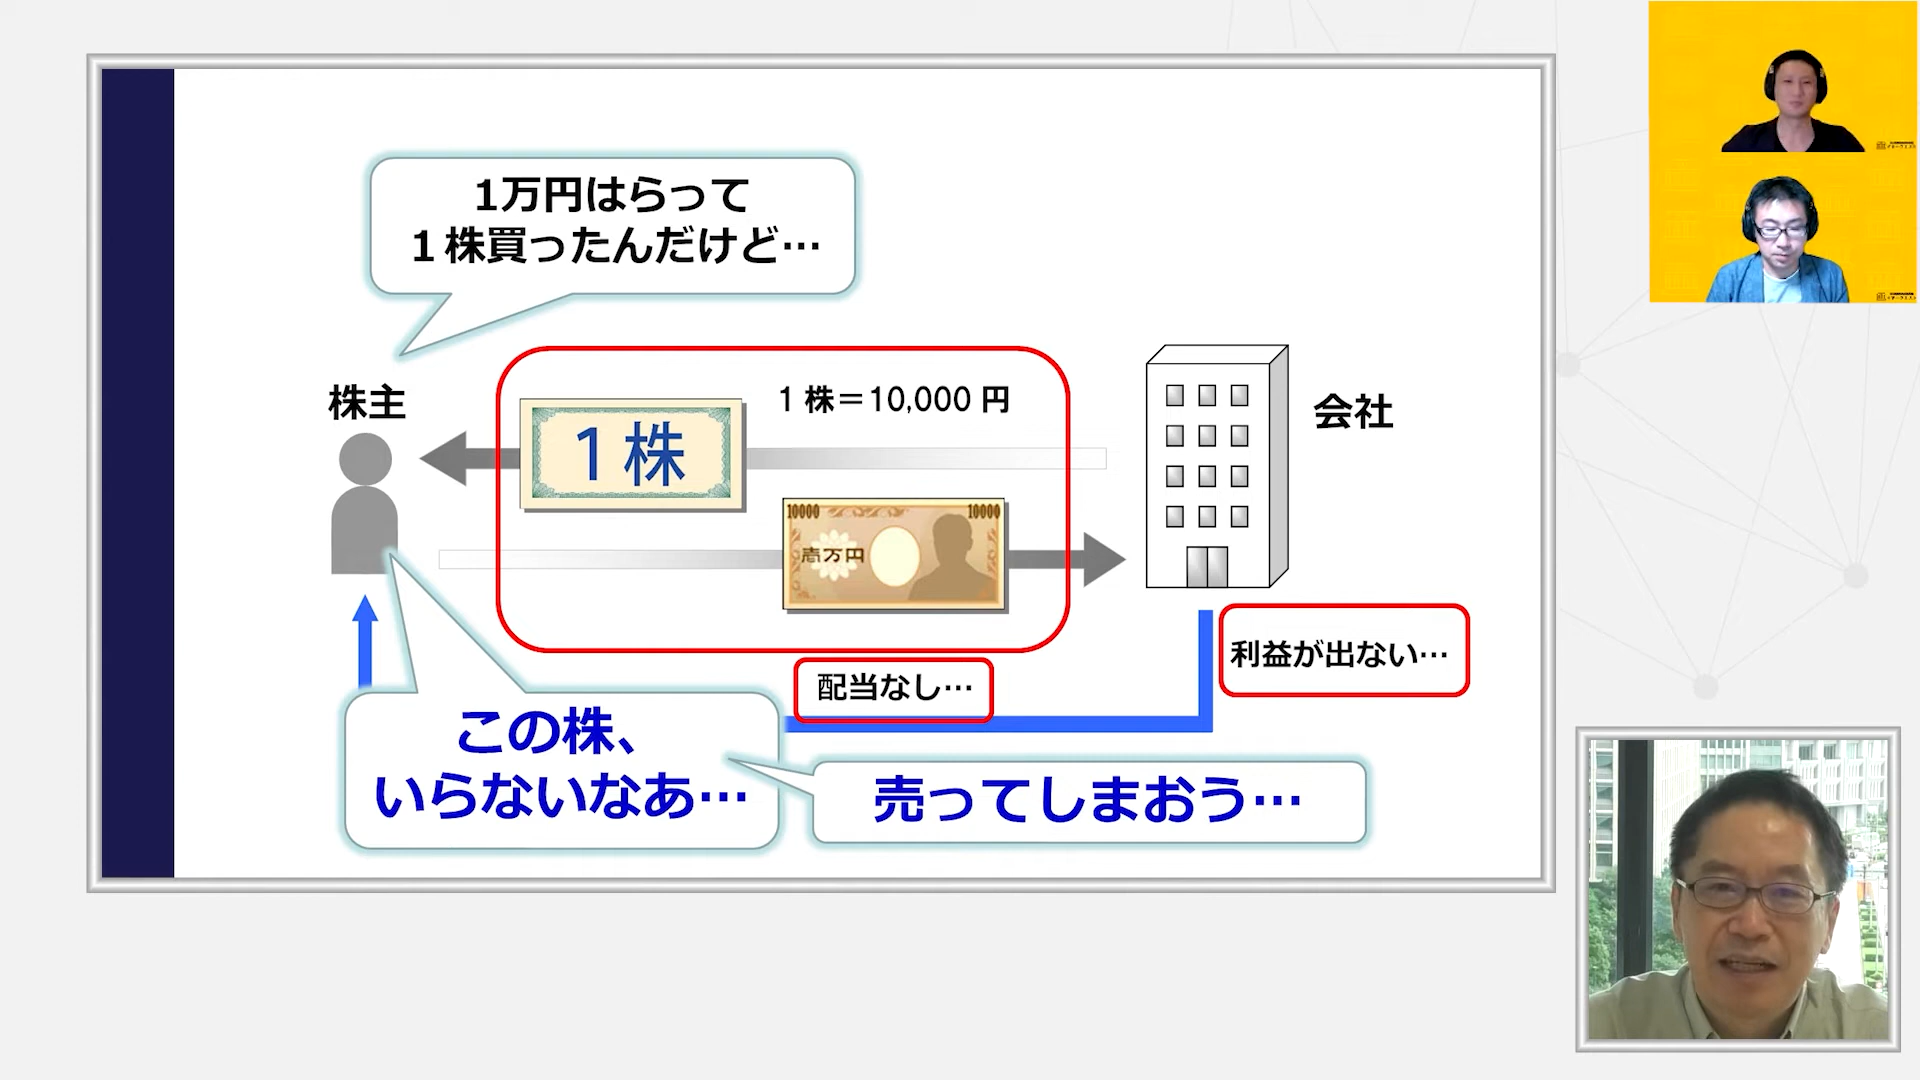 1万円はらって
１株買ったんだけど…
株主
１株＝10,000 円
会社
１株
10000
10000
壱万円
利益が出ない…
配当なし…
この株、
いらないなあ…
売ってしまおう…